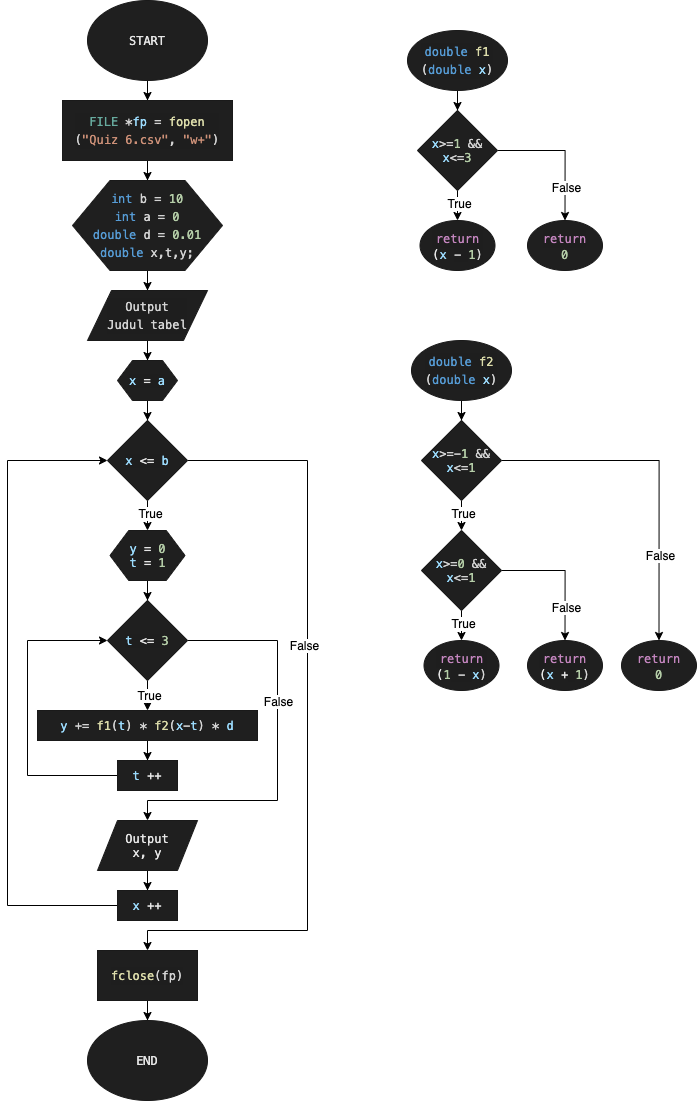 START
FILE *fp = fopen
("Quiz 6.csv", "w+")
int b = 10
int a = 0
double d = 0.01
double x,t,y;
Output
Judul tabel
x = a
x <= b
True
False
y = 0
t = 1
t <= 3
True
False
y += f1(t) * f2(x-t) * d
t ++
Output
x, y
x ++
fclose(fp)
END
double f1
(double x)
x>=1 &&
x<=3
True
False
return
(x - 1)
return
0
double f2
(double x)
x>=-1 &&
x<=1
True
False
x>=0 &&
x<=1
True
False
return
(1 - x)
return
(x + 1)
return
0